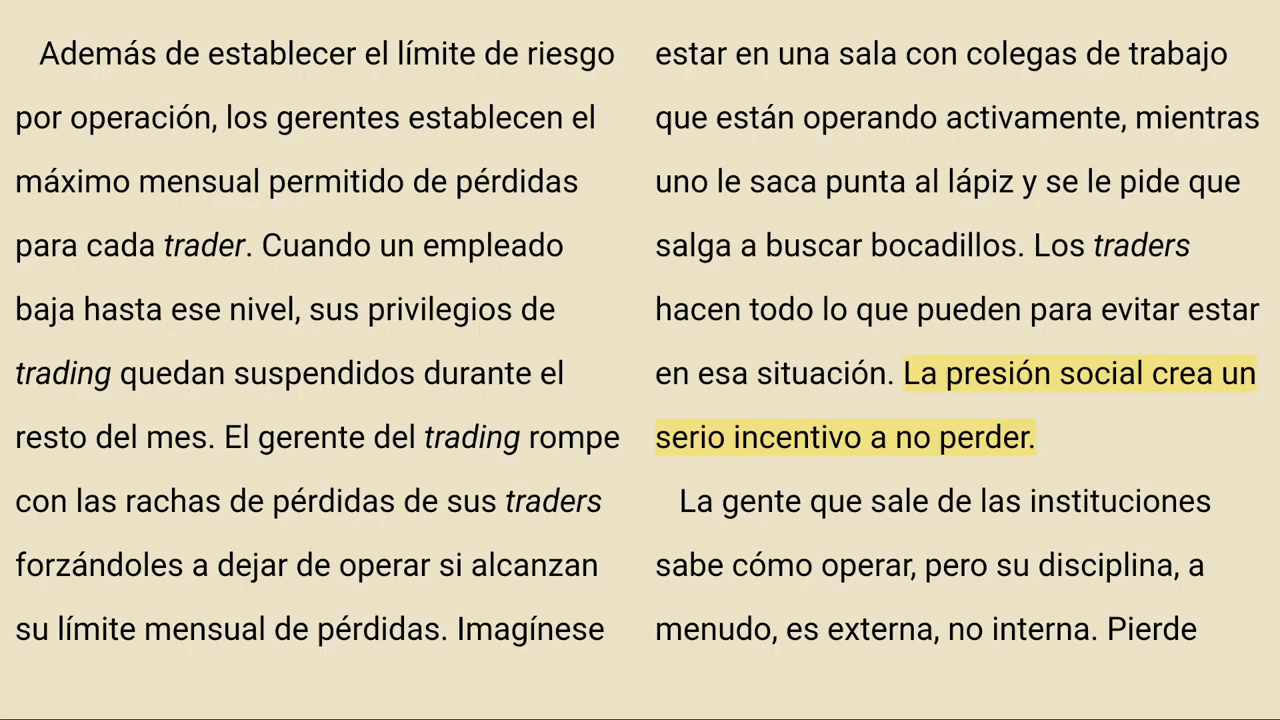 Además de establecer el límite de riesgo
por operación, los gerentes establecen el
máximo mensual permitido de pérdidas
para cada trader. Cuando un empleado
baja hasta ese nivel, sus privilegios de
trading quedan suspendidos durante el
resto del mes. El gerente del trading rompe
con las rachas de pérdidas de sus traders
forzándoles a dejar de operar si alcanzan
su límite mensual de pérdidas. Imagínese
estar en una sala con colegas de trabajo
que están operando activamente, mientras
uno le saca punta al lápiz y se le pide que
salga a buscar bocadillos. Los traders
hacen todo lo que pueden para evitar estar
en esa situación. La presión social crea un
serio incentivo a no perder.
La gente que sale de las instituciones
sabe cómo operar, pero su disciplina, a
menudo, es externa, no interna. Pierde